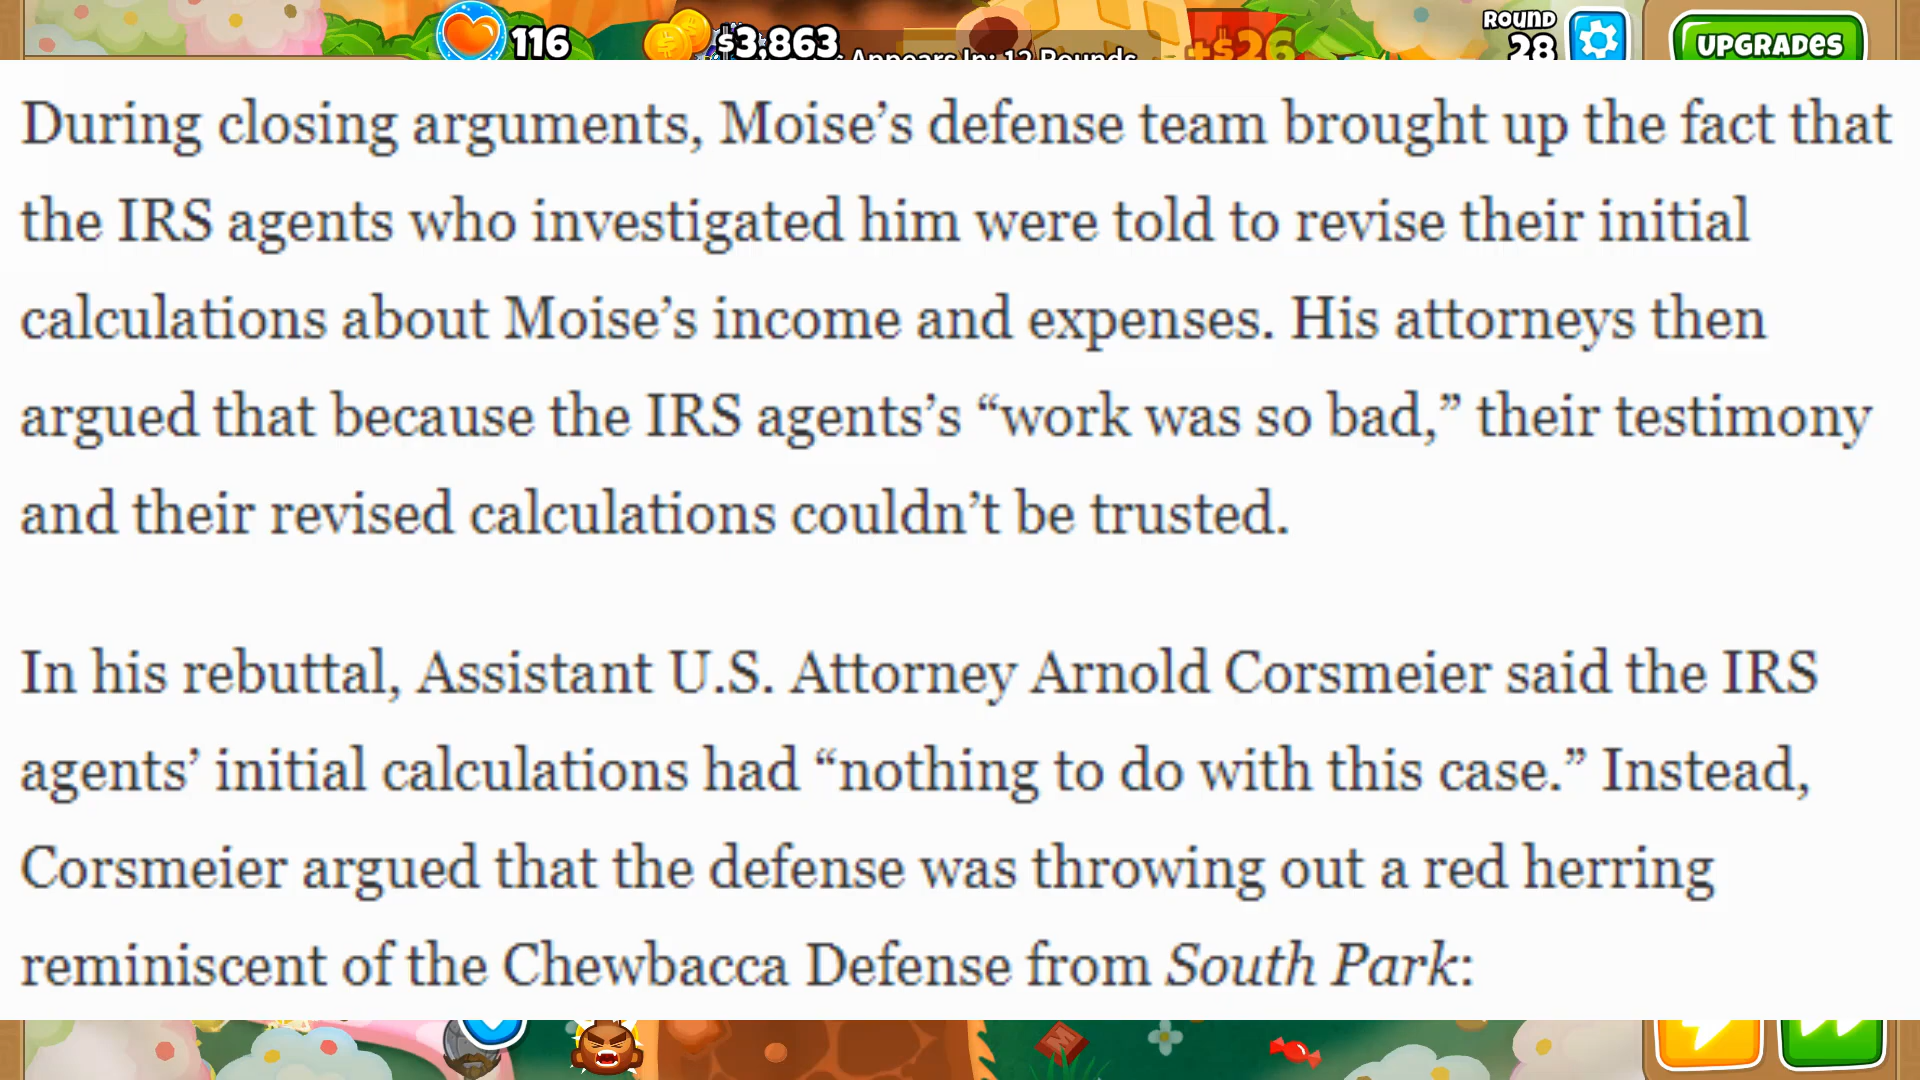 116
$3,863
Appears In: 12 Rounds
+$26
ROUND
28
UPGRADES
During closing arguments, Moise’s defense team brought up the fact that
the IRS agents who investigated him were told to revise their initial
calculations about Moise’s income and expenses. His attorneys then
argued that because the IRS agents’s “work was so bad,” their testimony
and their revised calculations couldn’t be trusted.
In his rebuttal, Assistant U.S. Attorney Arnold Corsmeier said the IRS
agents’ initial calculations had “nothing to do with this case.” Instead,
Corsmeier argued that the defense was throwing out a red herring
reminiscent of the Chewbacca Defense from South Park:
M